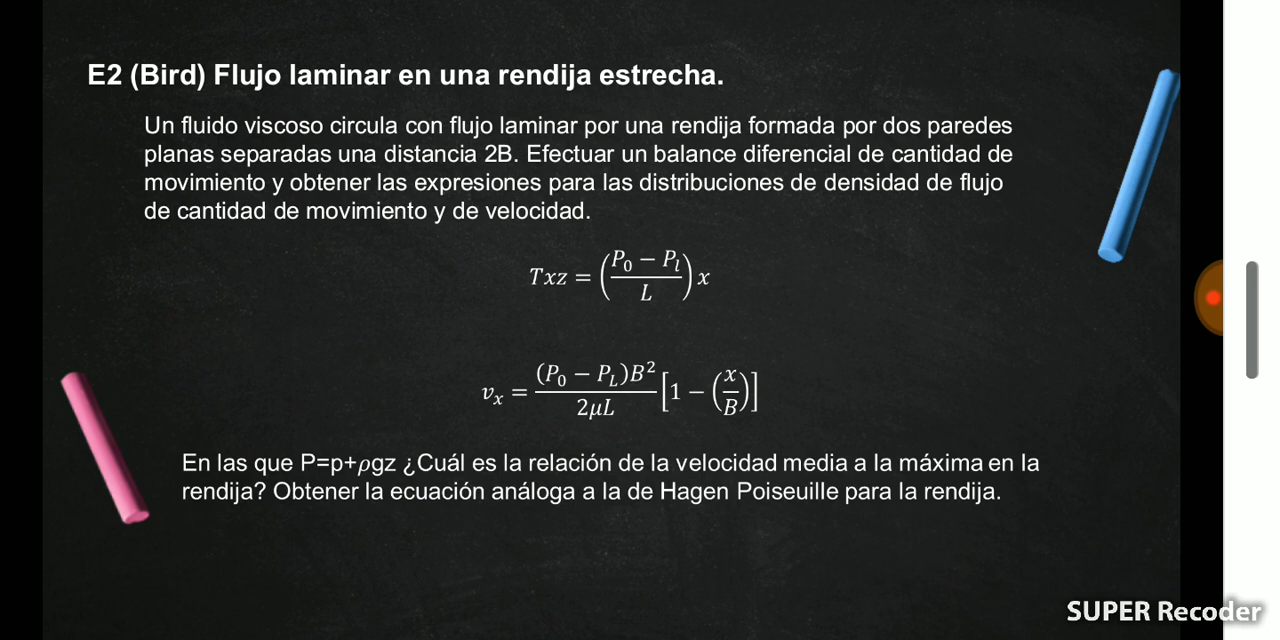 E2 (Bird) Flujo laminar en una rendija estrecha.
Un fluido viscoso circula con flujo laminar por una rendija formada por dos paredes
planas separadas una distancia 2B. Efectuar un balance diferencial de cantidad de
movimiento y obtener las expresiones para las distribuciones de densidad de flujo
de cantidad de movimiento y de velocidad.
Txz = ((P₀ − Pₗ)/L) x
vₓ = ((P₀ − P_L)B²/2μL) [1 − (x/B)]
En las que P=p+ρgz ¿Cuál es la relación de la velocidad media a la máxima en la
rendija? Obtener la ecuación análoga a la de Hagen Poiseuille para la rendija.
SUPER Recoder